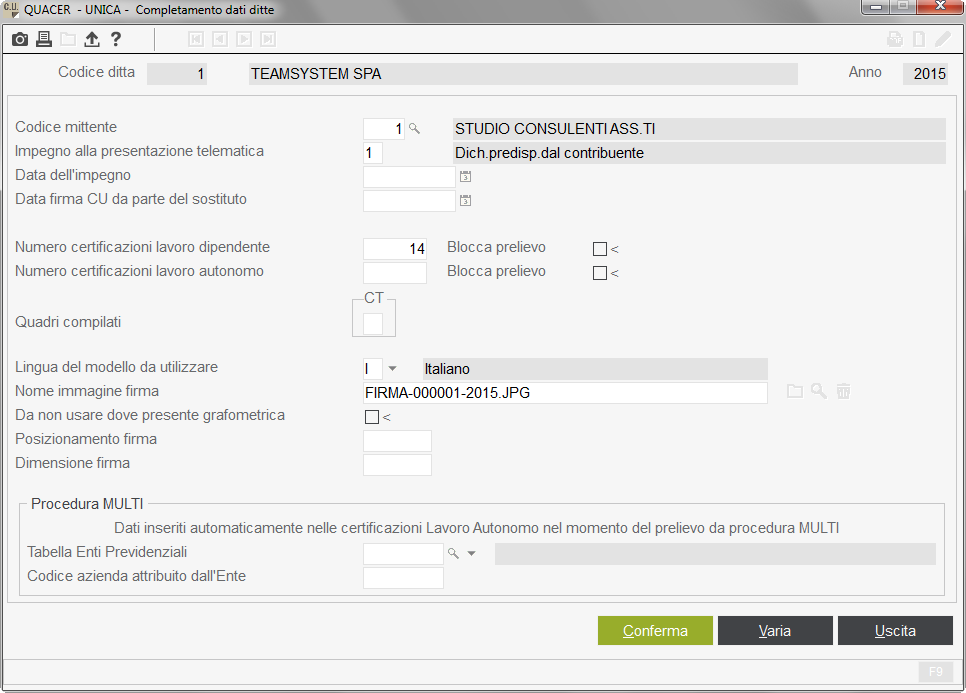 C.U. QUACER - UNICA - Completamento dati ditte
?
Codice ditta 1 TEAMSYSTEM SPA Anno 2015
Codice mittente 1 STUDIO CONSULENTI ASS.TI
Impegno alla presentazione telematica 1 Dich.predisp.dal contribuente
Data dell'impegno
Data firma CU da parte del sostituto
Numero certificazioni lavoro dipendente 14 Blocca prelievo <
Numero certificazioni lavoro autonomo Blocca prelievo <
CT
Quadri compilati
Lingua del modello da utilizzare I Italiano
Nome immagine firma FIRMA-000001-2015.JPG
Da non usare dove presente grafometrica <
Posizionamento firma
Dimensione firma
Procedura MULTI
Dati inseriti automaticamente nelle certificazioni Lavoro Autonomo nel momento del prelievo da procedura MULTI
Tabella Enti Previdenziali
Codice azienda attribuito dall'Ente
Conferma Varia Uscita
F9